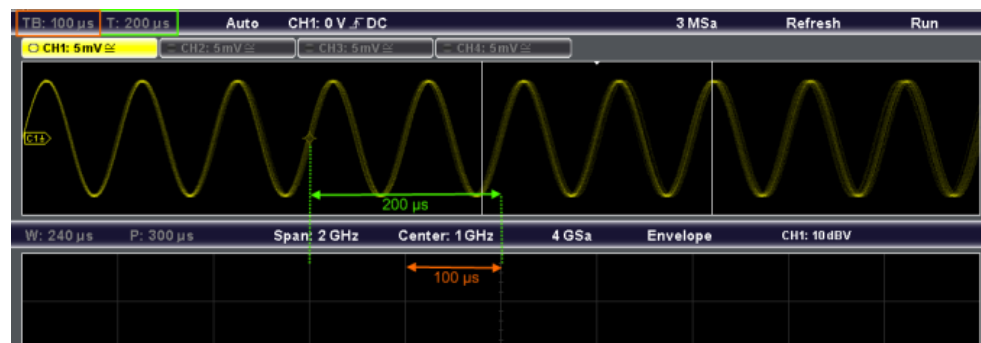 TB: 100 µs T: 200 µs Auto CH1: 0 V DC 3 MSa Refresh Run
CH1: 5mV≅ CH2: 5mV≅ CH3: 5mV≅ CH4: 5mV≅
C1
200 µs
W: 240 µs P: 300 µs Span: 2 GHz Center: 1 GHz 4 GSa Envelope CH1: 10 dBV
100 µs